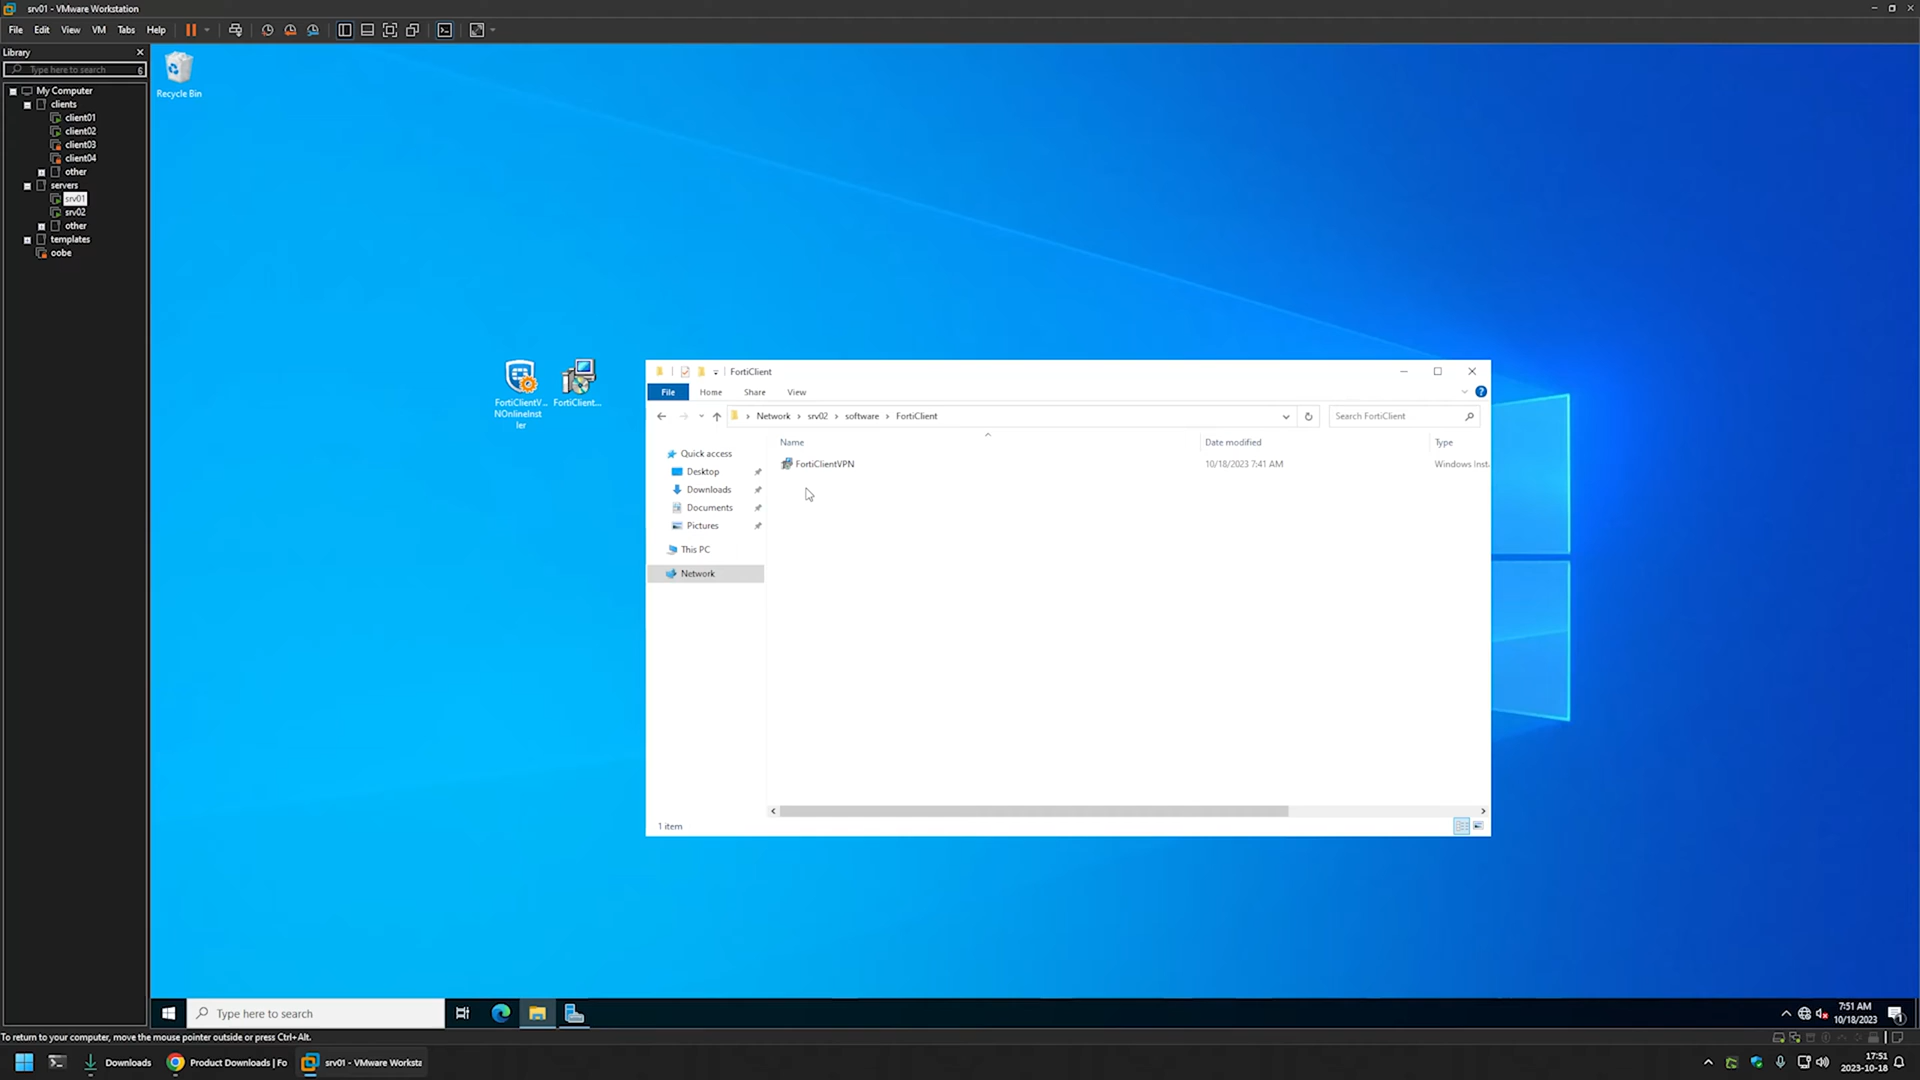 srv01 - VMware Workstation
File Edit View VM Tabs Help
Library
Type here to search
My Computer
clients
client01
client02
client03
client04
other
servers
srv01
srv02
other
templates
oobe
Recycle Bin
FortiClientV...
NOnlineInst
ler
FortiClient...
FortiClient
File Home Share View
Network srv02 software FortiClient
Search FortiClient
Name Date modified Type
FortiClientVPN 10/18/2023 7:41 AM Windows Inst
Quick access
Desktop
Downloads
Documents
Pictures
This PC
Network
1 item
Type here to search
7:51 AM
10/18/2023
1
To return to your computer, move the mouse pointer outside or press Ctrl+Alt.
Downloads
Product Downloads | Fo
srv01 - VMware Workst
17:51
2023-10-18